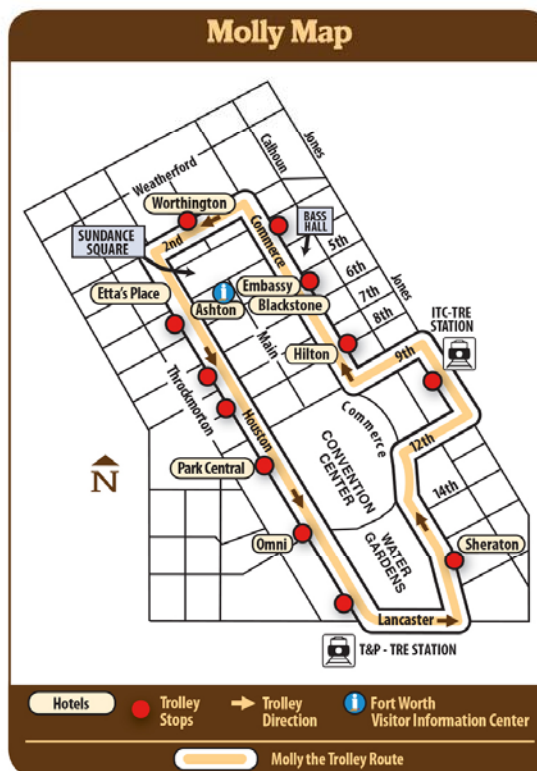 Molly Map
Jones
Calhoun
Weatherford
Worthington
BASS
HALL
SUNDANCE
SQUARE
2nd
Commerce
5th
6th
7th
8th
Embassy
Etta's Place
i
Ashton
Blackstone
Jones
ITC-TRE
STATION
Main
Hilton
9th
Throckmorton
Houston
Commerce
12th
N
Park Central
CONVENTION
CENTER
14th
Omni
WATER
GARDENS
Sheraton
Lancaster
T&P - TRE STATION
Hotels
Trolley
Stops
Trolley
Direction
i
Fort Worth
Visitor Information Center
Molly the Trolley Route